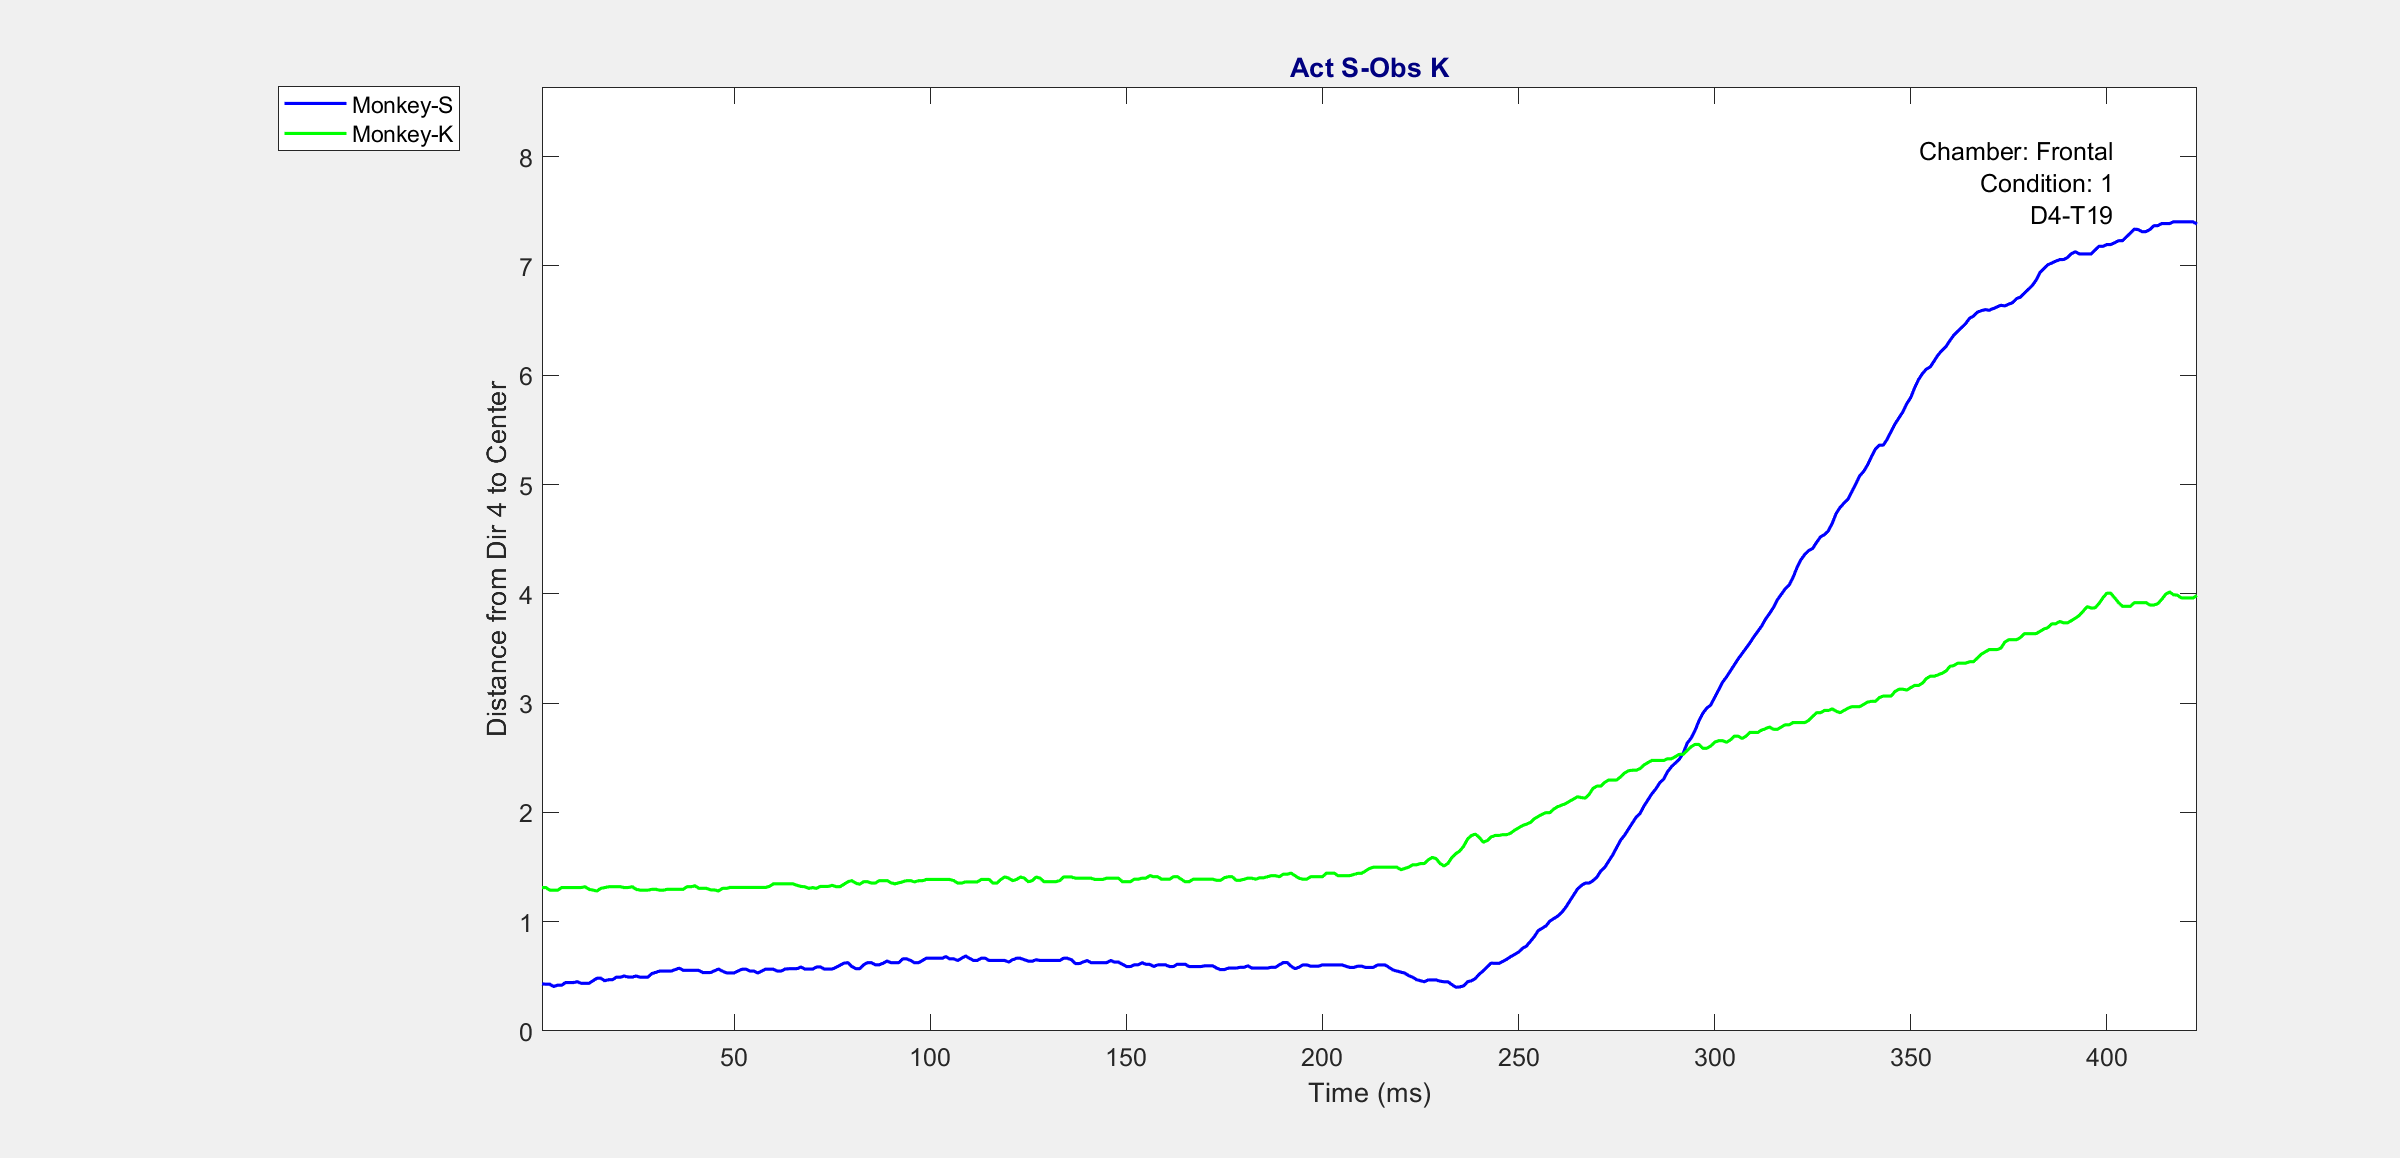 Act S-Obs K
Monkey-S
Monkey-K
Chamber: Frontal
Condition: 1
D4-T19
Distance from Dir 4 to Center
8
7
6
5
4
3
2
1
0
50 100 150 200 250 300 350 400
Time (ms)